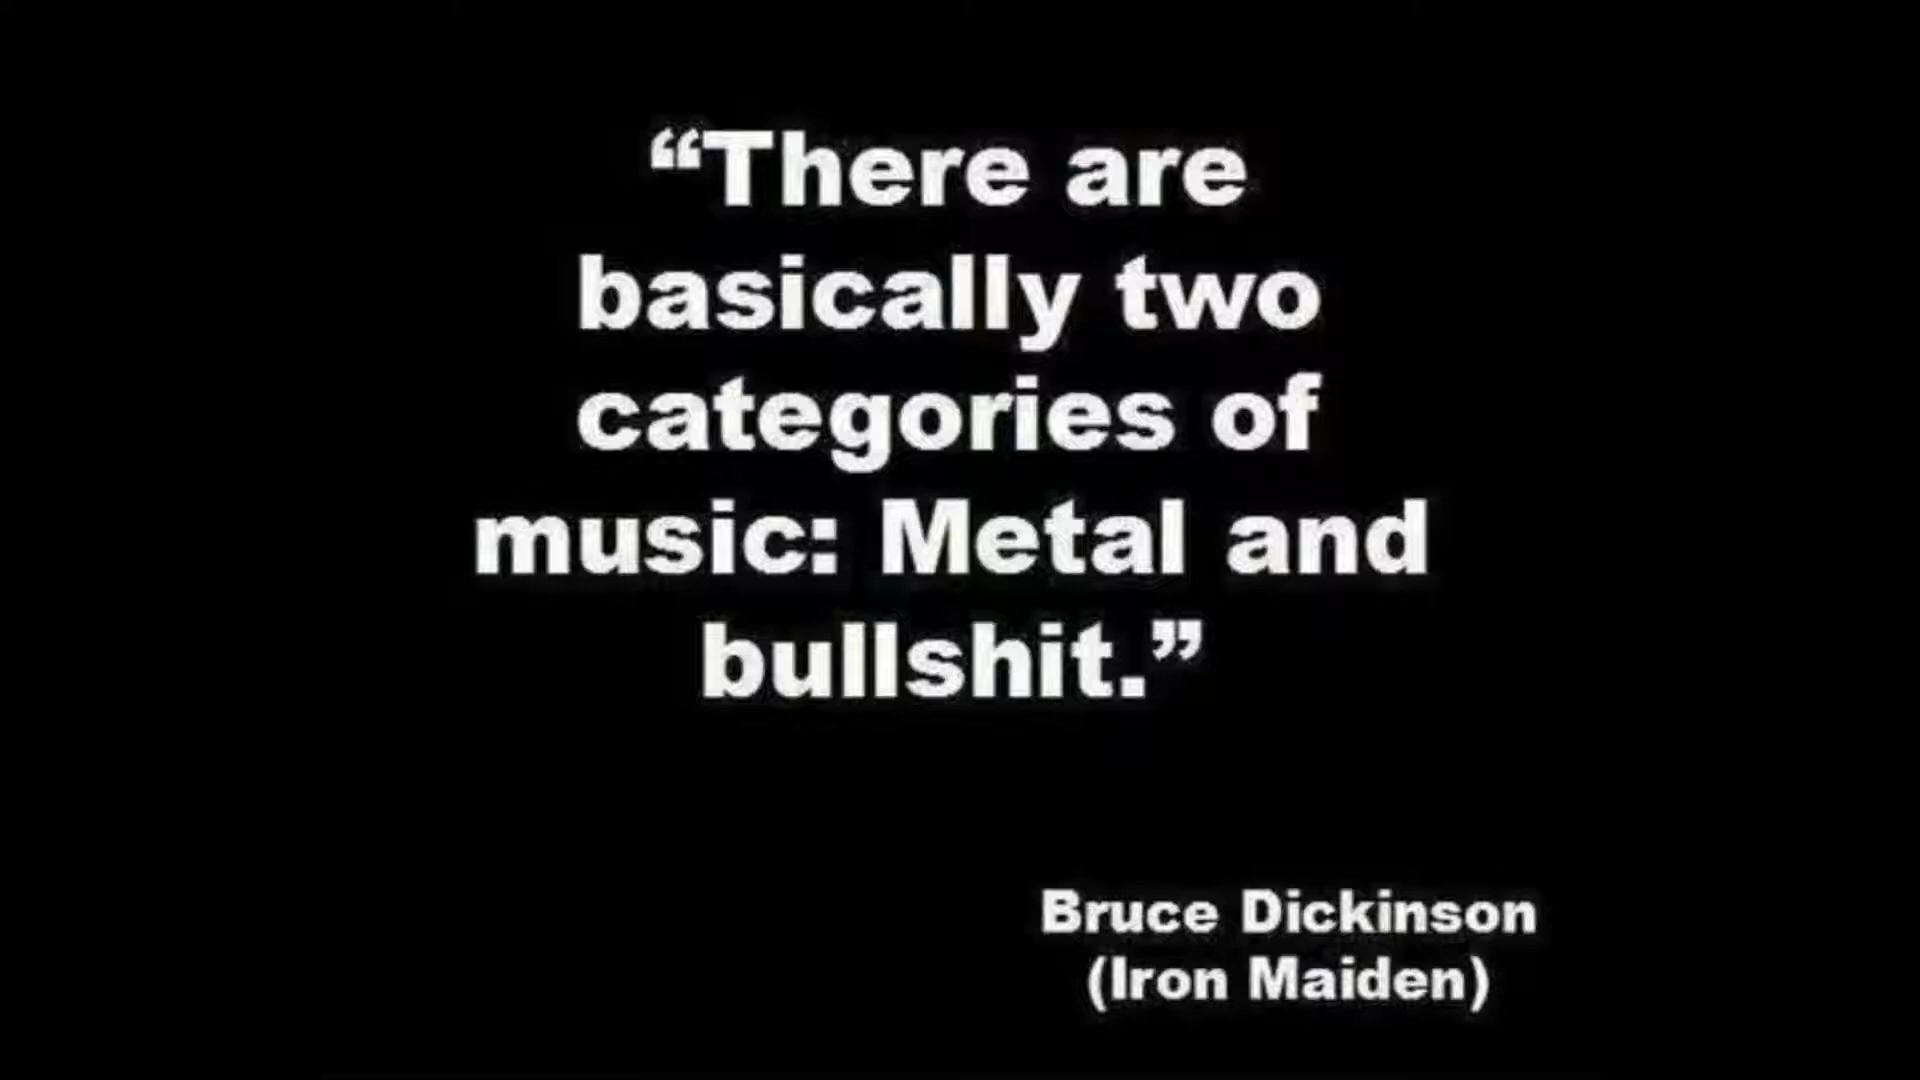 “There are
basically two
categories of
music: Metal and
bullshit.”
Bruce Dickinson
(Iron Maiden)